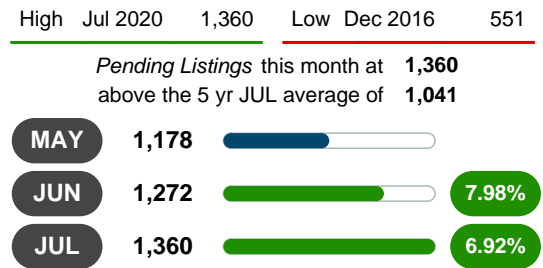 High Jul 2020 1,360 Low Dec 2016 551
Pending Listings this month at 1,360
above the 5 yr JUL average of 1,041
MAY 1,178
JUN 1,272 7.98%
JUL 1,360 6.92%